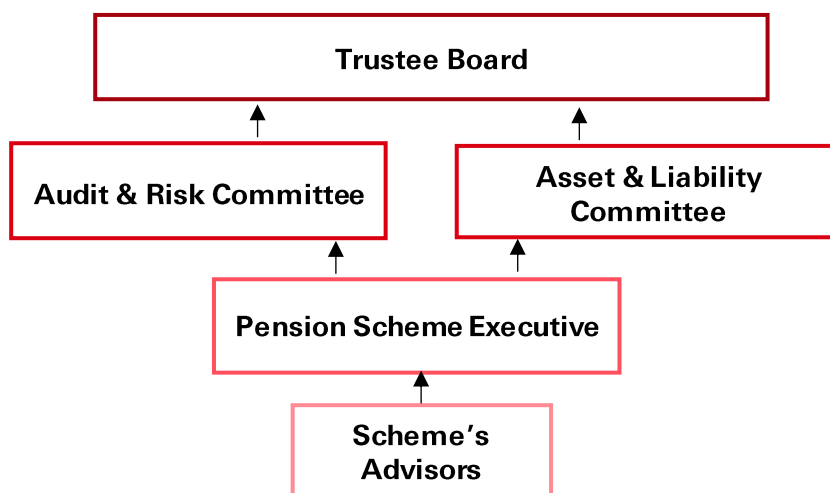 Trustee Board
Audit & Risk Committee
Asset & Liability
Committee
Pension Scheme Executive
Scheme’s
Advisors